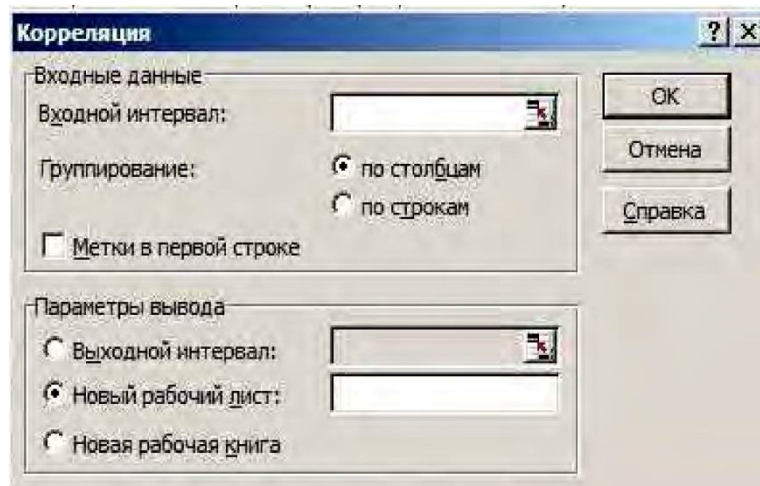 Корреляция
Входные данные
Входной интервал:
Группирование:
по столбцам
по строкам
Метки в первой строке
OK
Отмена
Справка
Параметры вывода
Выходной интервал:
Новый рабочий лист:
Новая рабочая книга